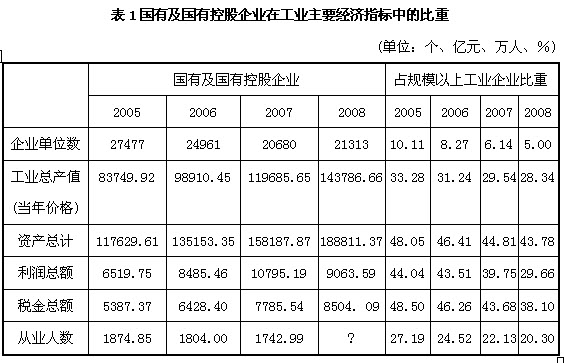 表 1 国有及国有控股企业在工业主要经济指标中的比重
(单位：个、亿元、万人、%)
国有及国有控股企业 占规模以上工业企业比重
2005 2006 2007 2008 2005 2006 2007 2008
企业单位数 27477 24961 20680 21313 10.11 8.27 6.14 5.00
工业总产值 83749.92 98910.45 119685.65 143786.66 33.28 31.24 29.54 28.34
(当年价格)
资产总计 117629.61 135153.35 158187.87 188811.37 48.05 46.41 44.81 43.78
利润总额 6519.75 8485.46 10795.19 9063.59 44.04 43.51 39.75 29.66
税金总额 5387.37 6428.40 7785.54 8504. 09 48.50 46.26 43.68 38.10
从业人数 1874.85 1804.00 1742.99 ? 27.19 24.52 22.13 20.30